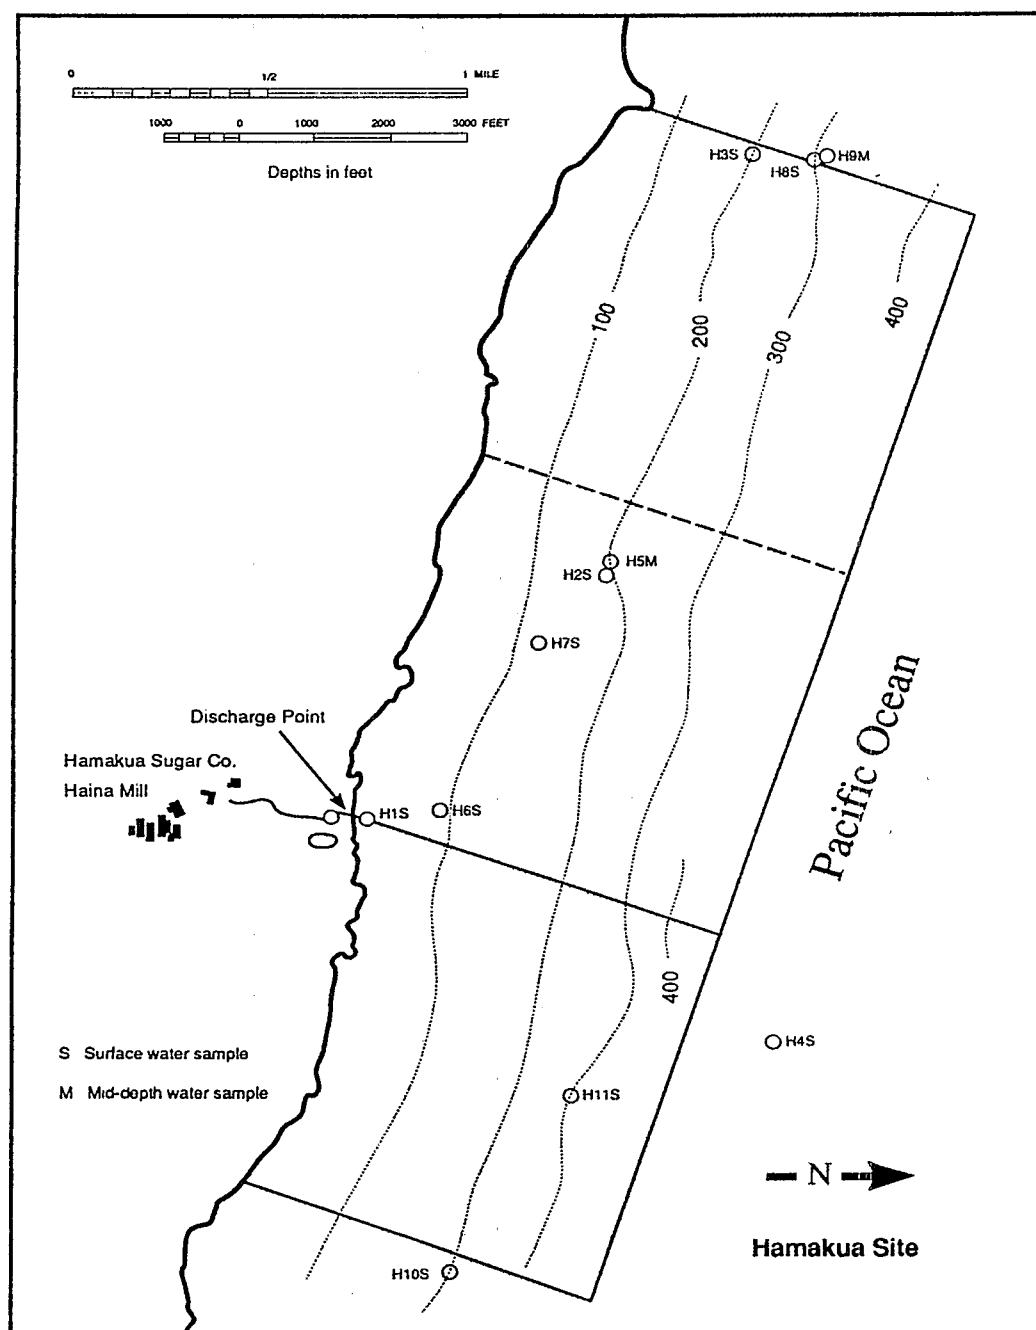 0 1/2 1 MILE
1000 0 1000 2000 3000 FEET
Depths in feet
H3S
H8S
H9M
100
200
300
400
H5M
H2S
H7S
Discharge Point
Hamakua Sugar Co.
Haina Mill
H1S
H6S
Pacific Ocean
400
H4S
S Surface water sample
M Mid-depth water sample
H11S
N
Hamakua Site
H10S